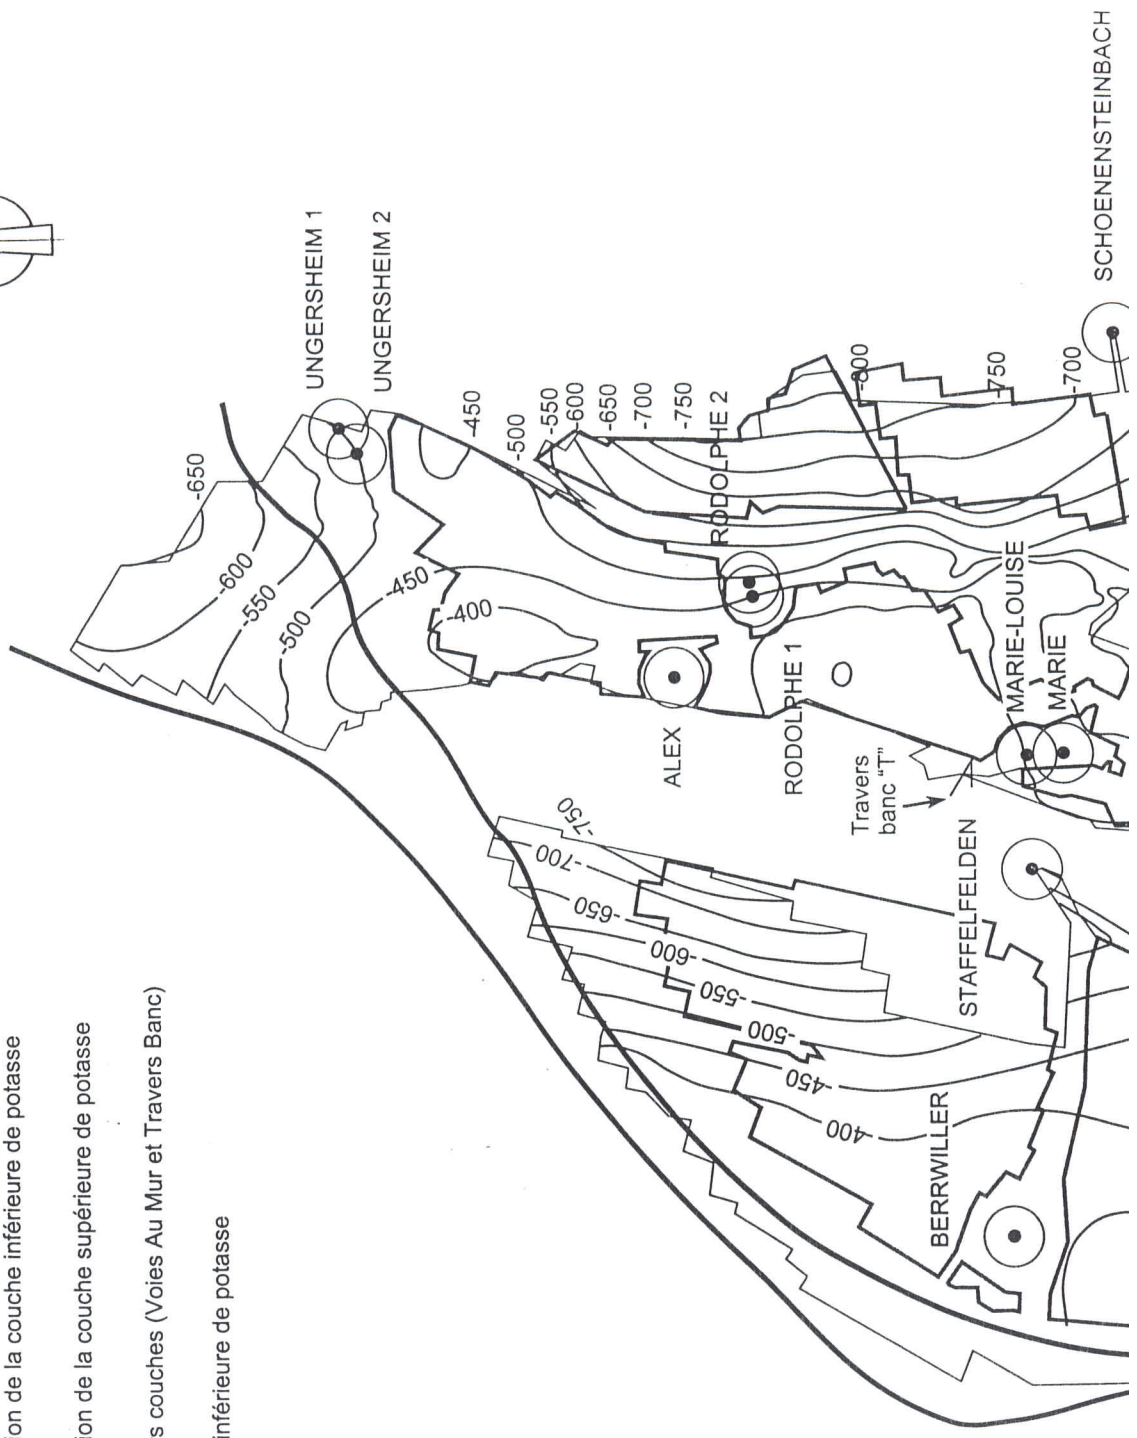 ion de la couche inférieure de potasse
ion de la couche supérieure de potasse
s couches (Voies Au Mur et Travers Banc)
inférieure de potasse
UNGERSHEIM 1
UNGERSHEIM 2
-650
-600
-550
-500
-450
-400
-450
-500
-550
-600
-650
-700
-750
RODOLPHE 2
-800
-750
-700
SCHOENENSTEINBACH
ALEX
RODOLPHE 1
MARIE-LOUISE
MARIE
Travers
banc "T"
STAFFELFELDEN
-750
-700
-650
-600
-550
-500
-450
-400
BERRWILLER